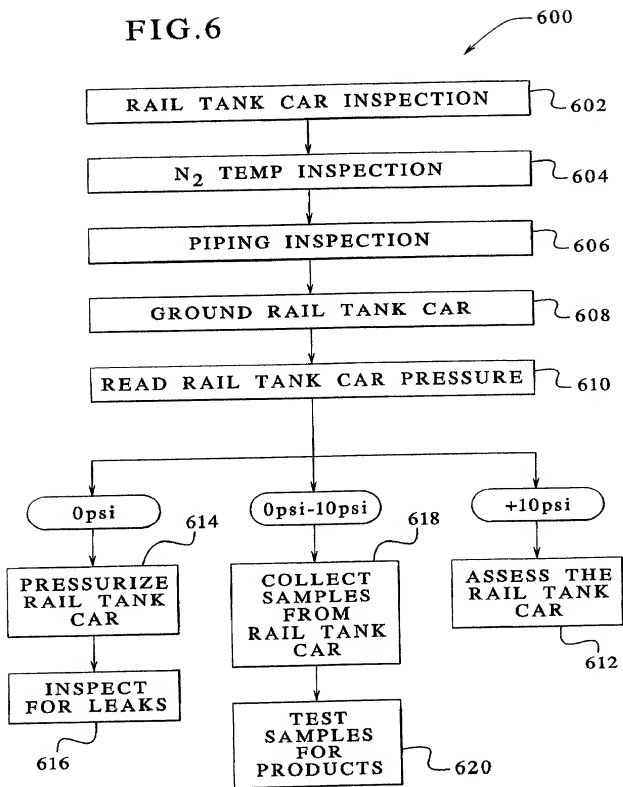 FIG.6
600
RAIL TANK CAR INSPECTION
602
N₂ TEMP INSPECTION
604
PIPING INSPECTION
606
GROUND RAIL TANK CAR
608
READ RAIL TANK CAR PRESSURE
610
0psi
614
PRESSURIZE
RAIL TANK
CAR
INSPECT
FOR LEAKS
616
0psi-10psi
618
COLLECT
SAMPLES
FROM
RAIL TANK
CAR
TEST
SAMPLES
FOR
PRODUCTS
620
+10psi
ASSESS THE
RAIL TANK
CAR
612